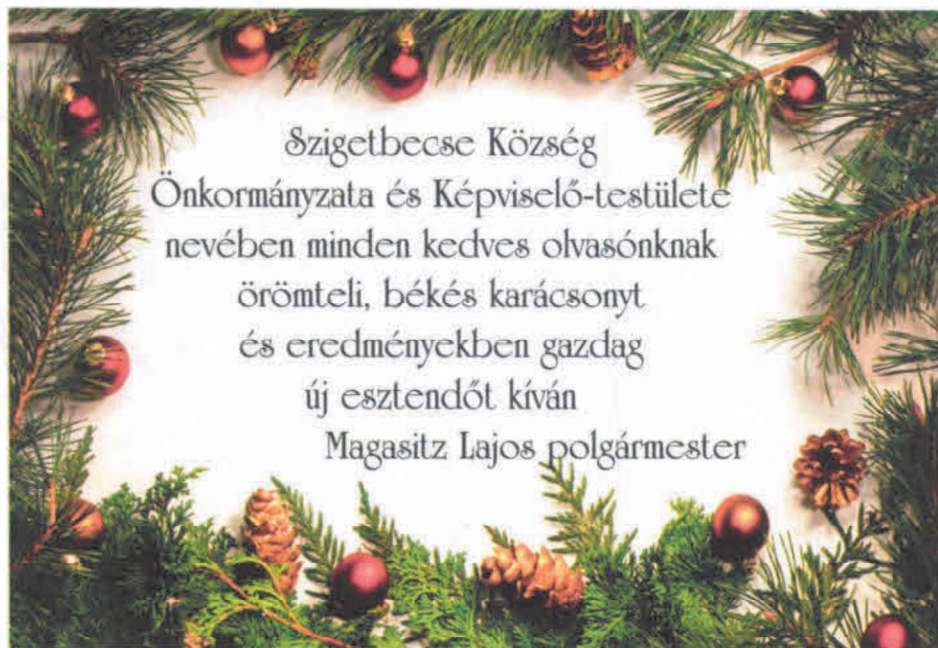 Szigetbecse Község
Önkormányzata és Képviselő-testülete
nevében minden kedves olvasónknak
örömteli, békés karácsonyt
és eredményekben gazdag
új esztendőt kíván
Magasitz Lajos polgármester